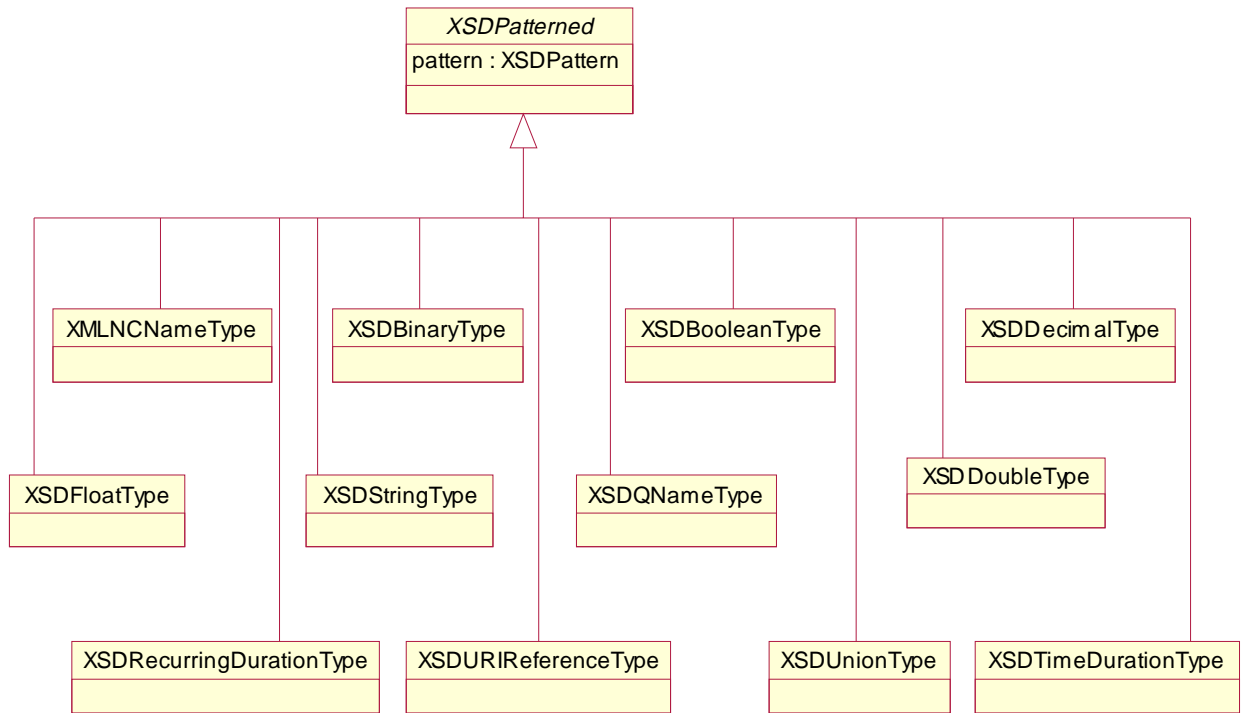 XSDPatterned
pattern : XSDPattern
XMLNCNameType
XSDBinaryType
XSDBooleanType
XSDDecimalType
XSDFloatType
XSDStringType
XSDQNameType
XSDDoubleType
XSDRecurringDurationType
XSDURIReferenceType
XSDUnionType
XSDTimeDurationType